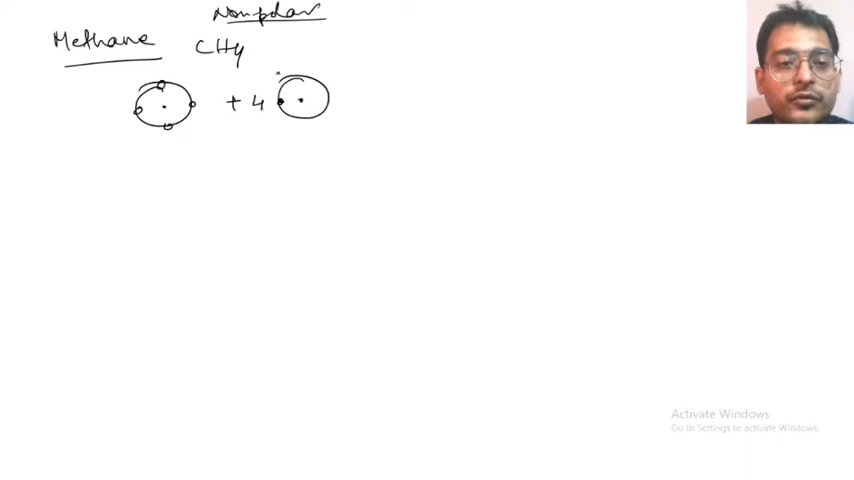 Nonpolar
Methane CH4
+ 4
Activate Windows
Go to Settings to activate Windows.